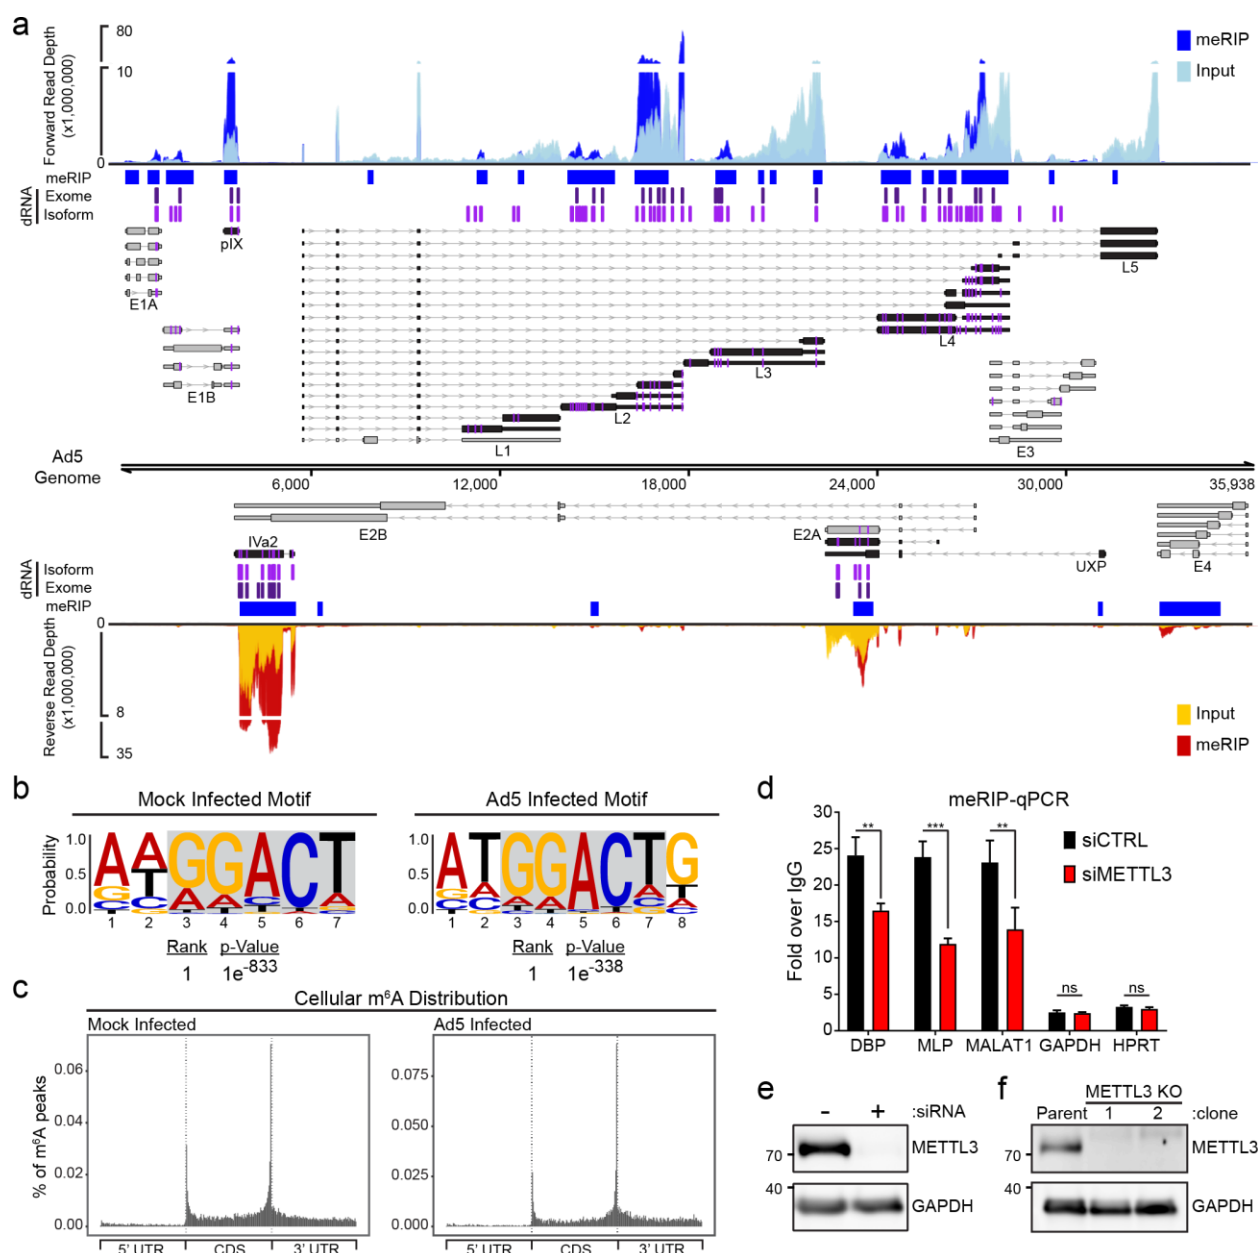 a
80
10
0
Forward Read Depth
(x1,000,000)
meRIP
Input
meRIP
dRNA
Exome
Isoform
pIX
E1A
E1B
L5
L4
L3
L2
L1
E3
Ad5
Genome
6,000
12,000
18,000
24,000
30,000
35,938
E2B
IVa2
E2A
UXP
E4
dRNA
Isoform
Exome
meRIP
0
8
35
Reverse Read Depth
(x1,000,000)
Input
meRIP
b
Mock Infected Motif
Ad5 Infected Motif
Probability
1.0
0.5
0.0
1 2 3 4 5 6 7
Rank p-Value
1 1e-833
1.0
0.5
0.0
1 2 3 4 5 6 7 8
Rank p-Value
1 1e-338
c
Cellular m⁶A Distribution
Mock Infected
Ad5 Infected
% of m⁶A peaks
0.06
0.04
0.02
0.00
5' UTR CDS 3' UTR
0.075
0.050
0.025
0.000
5' UTR CDS 3' UTR
d
meRIP-qPCR
Fold over IgG
30
25
20
15
10
5
0
** *** ** ns ns
siCTRL
siMETTL3
DBP MLP MALAT1 GAPDH HPRT
e
- + :siRNA
70
METTL3
40
GAPDH
f
METTL3 KO
Parent 1 2 :clone
70
METTL3
40
GAPDH